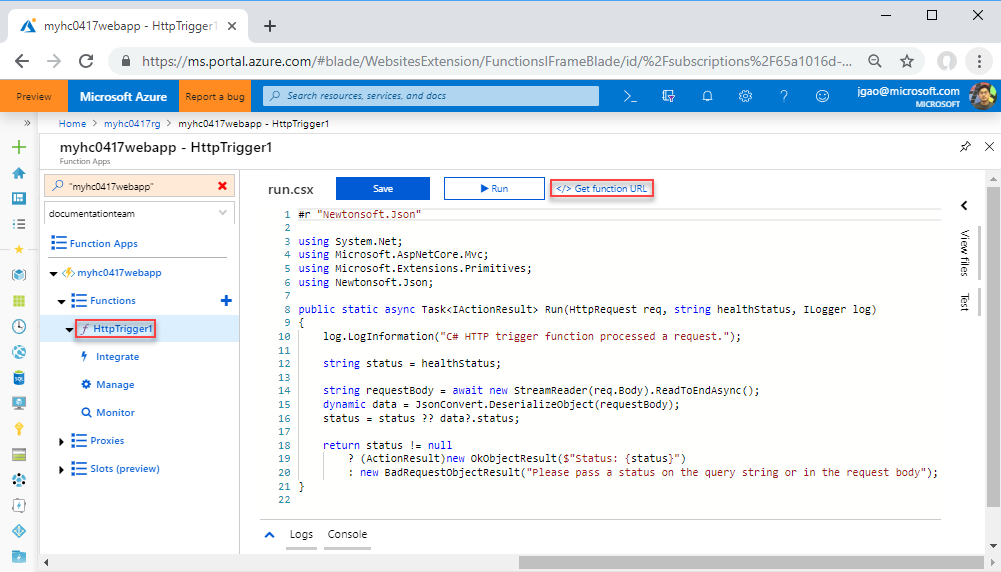 myhc0417webapp - HttpTrigger1
https://ms.portal.azure.com/#blade/WebsitesExtension/FunctionsIFrameBlade/id/%2Fsubscriptions%2F65a1016d-...
Preview
Microsoft Azure
Report a bug
Search resources, services, and docs
jgao@microsoft.com
MICROSOFT
Home > myhc0417rg > myhc0417webapp - HttpTrigger1
myhc0417webapp - HttpTrigger1
Function Apps
"myhc0417webapp"
documentationteam
Function Apps
myhc0417webapp
Functions
HttpTrigger1
Integrate
Manage
Monitor
Proxies
Slots (preview)
run.csx
Save
Run
</> Get function URL
1 #r "Newtonsoft.Json"
2
3 using System.Net;
4 using Microsoft.AspNetCore.Mvc;
5 using Microsoft.Extensions.Primitives;
6 using Newtonsoft.Json;
7
8 public static async Task<IActionResult> Run(HttpRequest req, string healthStatus, ILogger log)
9 {
10 log.LogInformation("C# HTTP trigger function processed a request.");
11
12 string status = healthStatus;
13
14 string requestBody = await new StreamReader(req.Body).ReadToEndAsync();
15 dynamic data = JsonConvert.DeserializeObject(requestBody);
16 status = status ?? data?.status;
17
18 return status != null
19 ? (ActionResult)new OkObjectResult($"Status: {status}")
20 : new BadRequestObjectResult("Please pass a status on the query string or in the request body");
21 }
22
View files
Test
Logs
Console